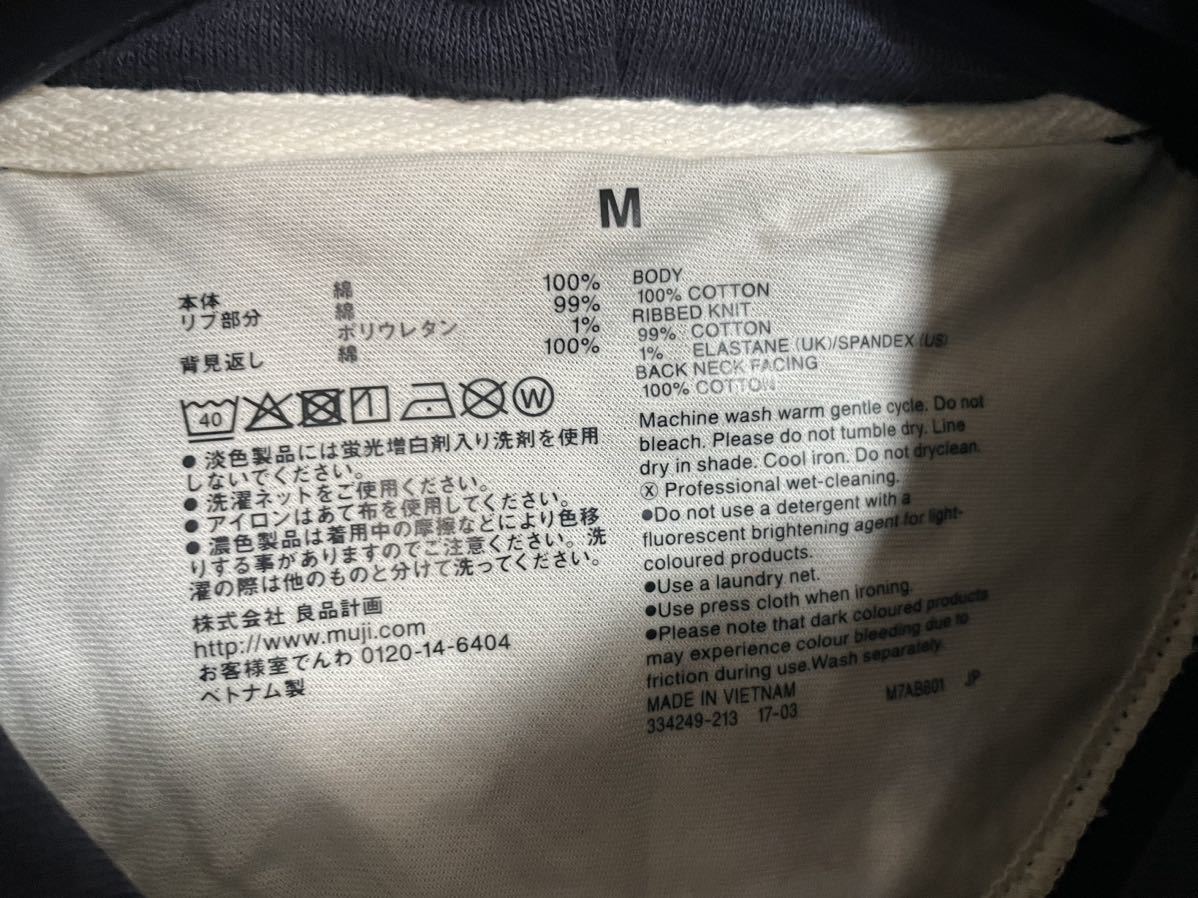 M
本体 綿 100%
リブ部分 綿 99%
ポリウレタン 1%
背見返し 綿 100%
40 W
● 淡色製品には蛍光増白剤入り洗剤を使用
しないでください。
● 洗濯ネットをご使用ください。
● アイロンはあて布を使用してください。
● 濃色製品は着用中の摩擦などにより色移
りする事がありますのでご注意ください。洗
濯の際は他のものと分けて洗ってください。
株式会社 良品計画
http://www.muji.com
お客様室でんわ 0120-14-6404
ベトナム製
BODY
100% COTTON
RIBBED KNIT
99% COTTON
1% ELASTANE (UK)/SPANDEX (US)
BACK NECK FACING
100% COTTON
Machine wash warm gentle cycle. Do not
bleach. Please do not tumble dry. Line
dry in shade. Cool iron. Do not dryclean.
Ⓧ Professional wet-cleaning.
●Do not use a detergent with a
fluorescent brightening agent for light-
coloured products.
●Use a laundry net.
●Use press cloth when ironing.
●Please note that dark coloured products
may experience colour bleeding due to
friction during use.Wash separately.
MADE IN VIETNAM M7AB601 JP
334249-213 17-03